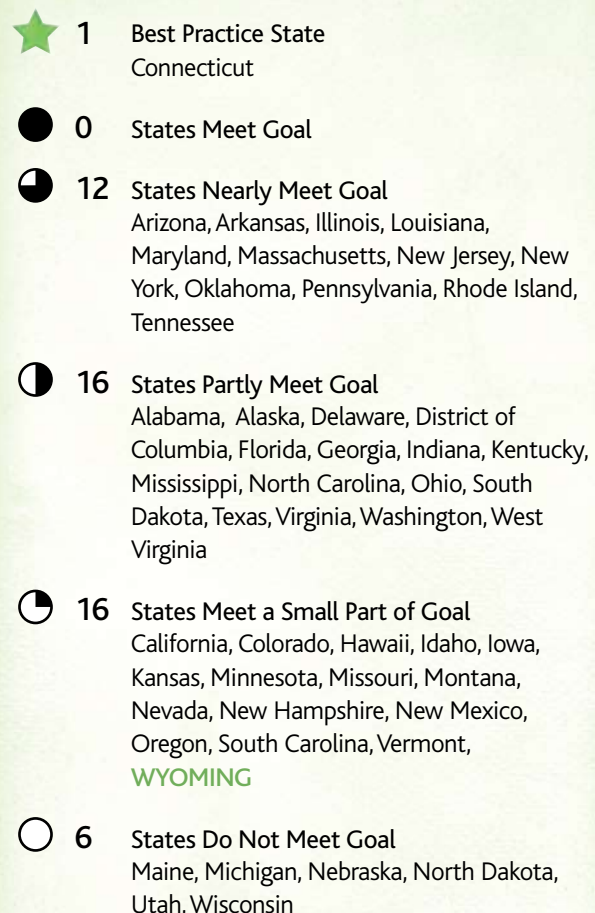 1 Best Practice State
Connecticut
0 States Meet Goal
12 States Nearly Meet Goal
Arizona, Arkansas, Illinois, Louisiana,
Maryland, Massachusetts, New Jersey, New
York, Oklahoma, Pennsylvania, Rhode Island,
Tennessee
16 States Partly Meet Goal
Alabama, Alaska, Delaware, District of
Columbia, Florida, Georgia, Indiana, Kentucky,
Mississippi, North Carolina, Ohio, South
Dakota, Texas, Virginia, Washington, West
Virginia
16 States Meet a Small Part of Goal
California, Colorado, Hawaii, Idaho, Iowa,
Kansas, Minnesota, Missouri, Montana,
Nevada, New Hampshire, New Mexico,
Oregon, South Carolina, Vermont,
WYOMING
6 States Do Not Meet Goal
Maine, Michigan, Nebraska, North Dakota,
Utah, Wisconsin